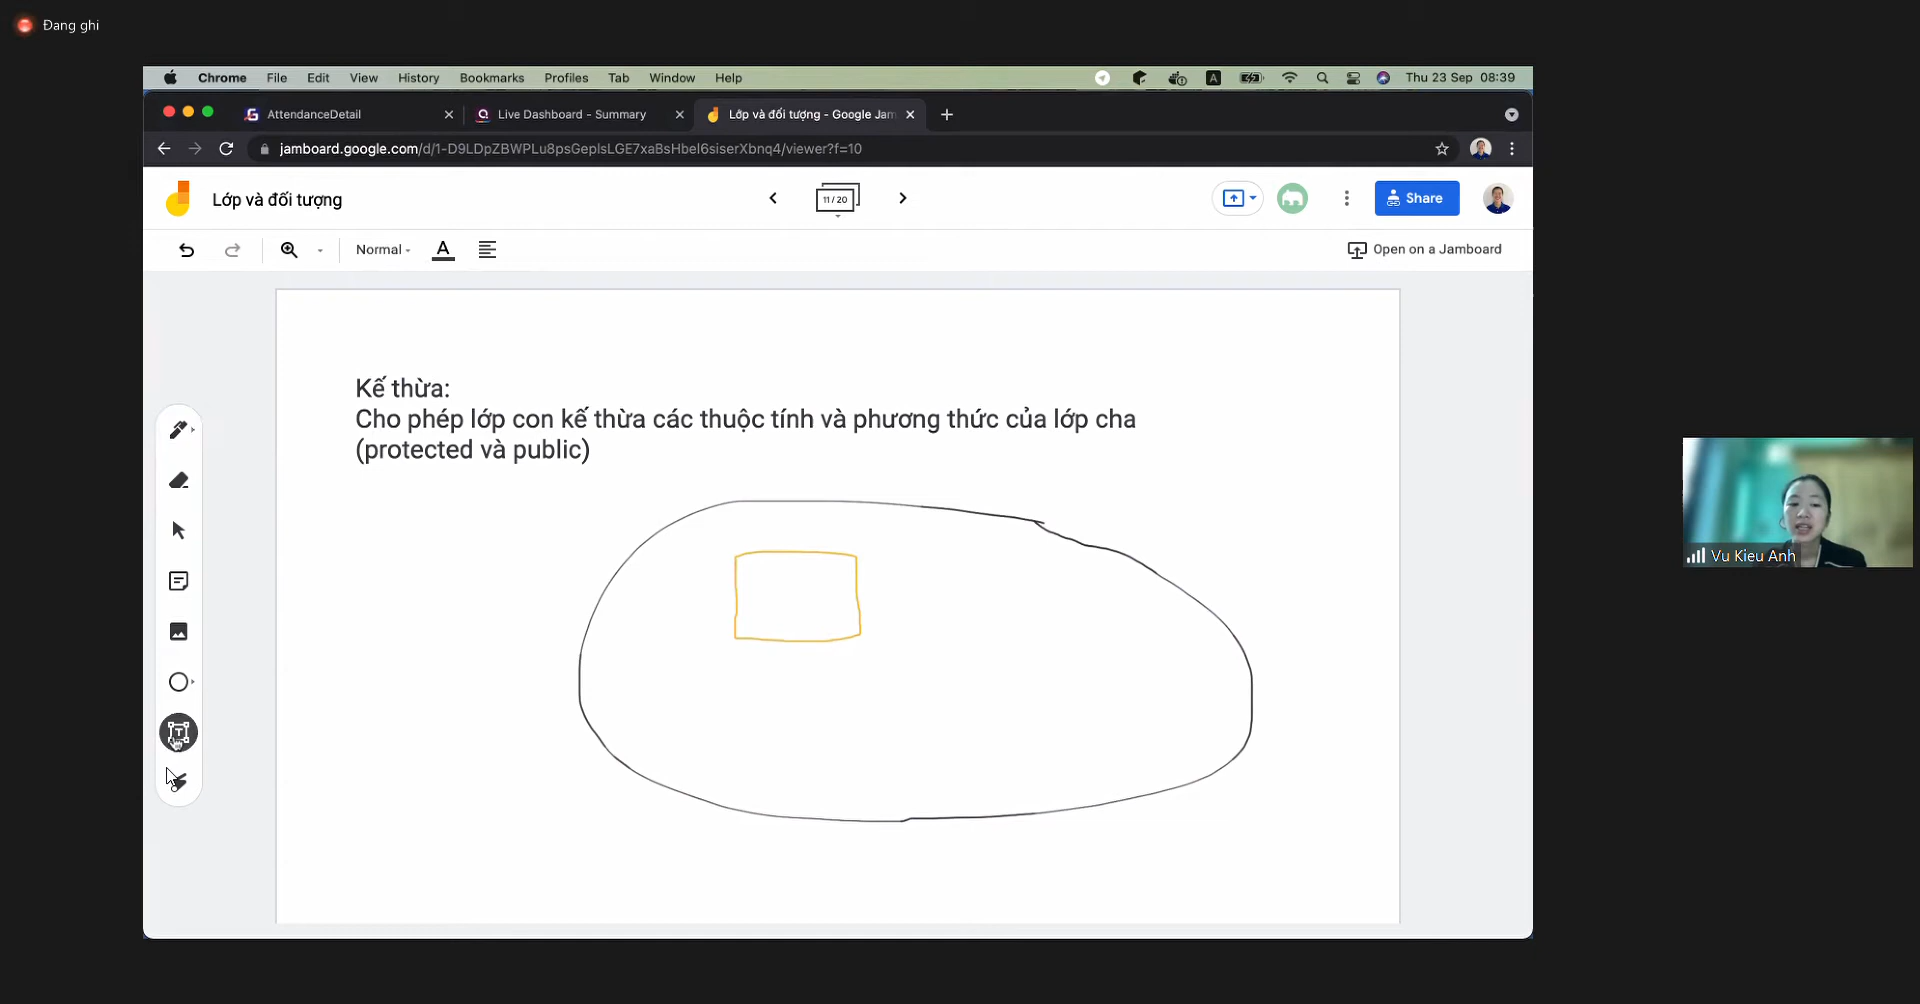 Đang ghi
Chrome File Edit View History Bookmarks Profiles Tab Window Help A Thu 23 Sep 08:39
AttendanceDetail Live Dashboard - Summary Lớp và đối tượng - Google Jam
jamboard.google.com/d/1-D9LDpZBWPLu8psGeplsLGE7xaBsHbeI6siserXbnq4/viewer?f=10
Lớp và đối tượng 11 / 20 Share
Normal A Open on a Jamboard
Kế thừa:
Cho phép lớp con kế thừa các thuộc tính và phương thức của lớp cha
(protected và public)
Vu Kieu Anh